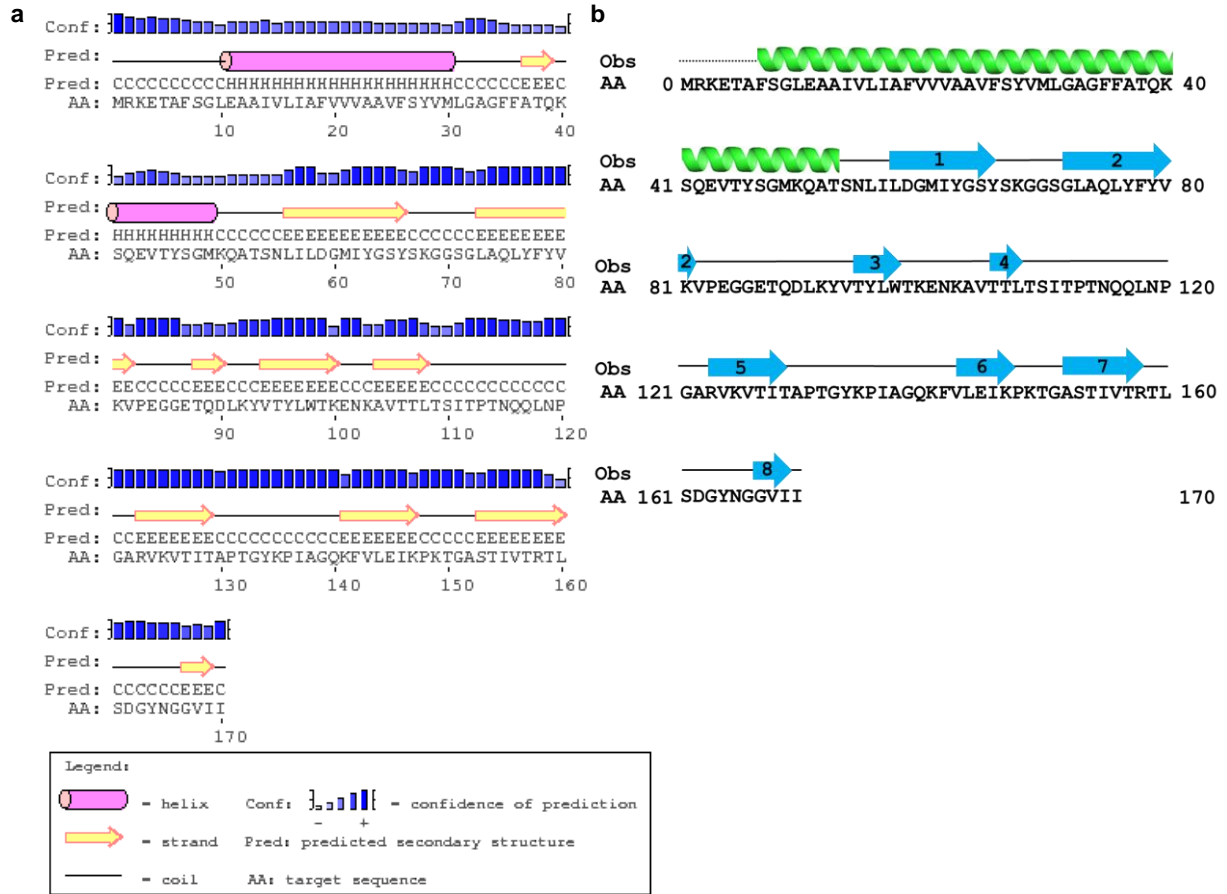 a
Conf:
Pred:
Pred: CCCCCCCCCCHHHHHHHHHHHHHHHHHHHHCCCCCCEEEC
AA: MRKETAFSGLEAAIVLIAFVVVAAVFSYVMLGAGFFATQK
10 20 30 40
Conf:
Pred:
Pred: HHHHHHHHHCCCCCCEEEEEEEEEEECCCCCCEEEEEEEE
AA: SQEVTYSGMKQATSNLILDGMIYGSYSKGGSGLAQLYFYV
50 60 70 80
Conf:
Pred:
Pred: EECCCCCEEECCCEEEEEEECCCEEEEECCCCCCCCCCCC
AA: KVPEGGETQDLKYVTYLWTKENKAVTTLTSITPTNQQLNP
90 100 110 120
Conf:
Pred:
Pred: CCEEEEEEECCCCCCCCCCCEEEEEEECCCCCEEEEEEEE
AA: GARVKVTITAPTGYKPIAGQKFVLEIKPKTGASTIVTRTL
130 140 150 160
Conf:
Pred:
Pred: CCCCCCEEEC
AA: SDGYNGGVII
170
Legend:
= helix Conf: - + = confidence of prediction
= strand Pred: predicted secondary structure
= coil AA: target sequence
b
Obs
AA 0 MRKETAFSGLEAAIVLIAFVVVAAVFSYVMLGAGFFATQK 40
Obs 1 2
AA 41 SQEVTYSGMKQATSNLILDGMIYGSYSKGGSGLAQLYFYV 80
Obs 2 3 4
AA 81 KVPEGGETQDLKYVTYLWTKENKAVTTLTSITPTNQQLNP 120
Obs 5 6 7
AA 121 GARVKVTITAPTGYKPIAGQKFVLEIKPKTGASTIVTRTL 160
Obs 8
AA 161 SDGYNGGVII 170